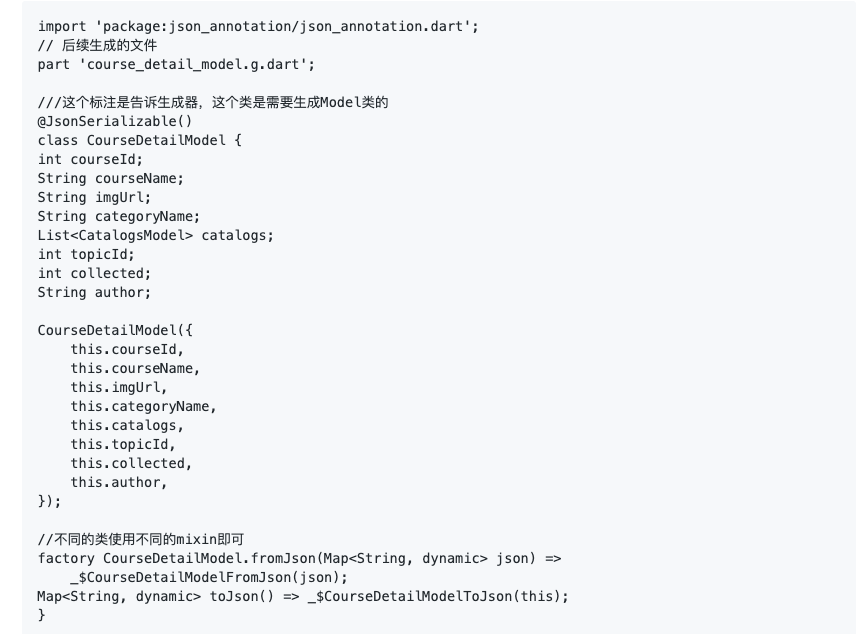 import 'package:json_annotation/json_annotation.dart';
// 后续生成的文件
part 'course_detail_model.g.dart';

///这个标注是告诉生成器，这个类是需要生成Model类的
@JsonSerializable()
class CourseDetailModel {
int courseId;
String courseName;
String imgUrl;
String categoryName;
List<CatalogsModel> catalogs;
int topicId;
int collected;
String author;

CourseDetailModel({
    this.courseId,
    this.courseName,
    this.imgUrl,
    this.categoryName,
    this.catalogs,
    this.topicId,
    this.collected,
    this.author,
});

//不同的类使用不同的mixin即可
factory CourseDetailModel.fromJson(Map<String, dynamic> json) =>
    _$CourseDetailModelFromJson(json);
Map<String, dynamic> toJson() => _$CourseDetailModelToJson(this);
}